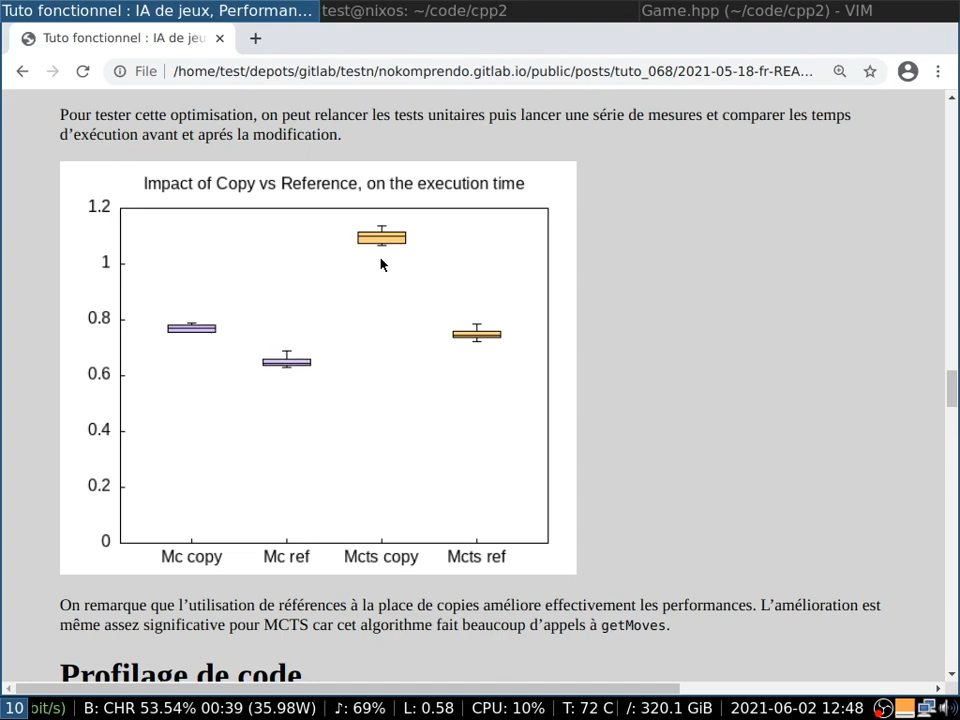 Tuto fonctionnel : IA de jeux, Performan...
test@nixos: ~/code/cpp2
Game.hpp (~/code/cpp2) - VIM
Tuto fonctionnel : IA de jeu
File
/home/test/depots/gitlab/testn/nokomprendo.gitlab.io/public/posts/tuto_068/2021-05-18-fr-REA...
Pour tester cette optimisation, on peut relancer les tests unitaires puis lancer une série de mesures et comparer les temps
d’exécution avant et aprés la modification.
Impact of Copy vs Reference, on the execution time
1.2
1
0.8
0.6
0.4
0.2
0
Mc copy
Mc ref
Mcts copy
Mcts ref
On remarque que l’utilisation de références à la place de copies améliore effectivement les performances. L’amélioration est
même assez significative pour MCTS car cet algorithme fait beaucoup d’appels à getMoves.
Profilage de code
10
bit/s) | B: CHR 53.54% 00:39 (35.98W) | ♪: 69% | L: 0.58 | CPU: 10% | T: 72 C | /: 320.1 GiB | 2021-06-02 12:48